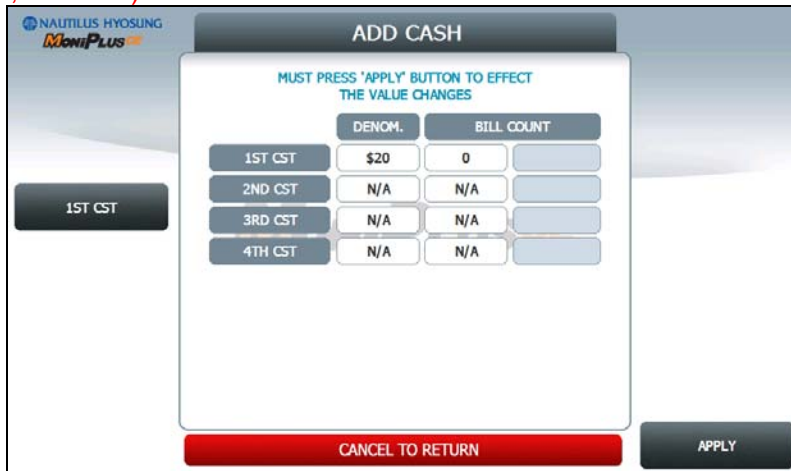 NAUTILUS HYOSUNG
MoniPlus
ADD CASH
MUST PRESS 'APPLY' BUTTON TO EFFECT
THE VALUE CHANGES
DENOM. BILL COUNT
1ST CST $20 0
2ND CST N/A N/A
3RD CST N/A N/A
4TH CST N/A N/A
1ST CST
CANCEL TO RETURN
APPLY